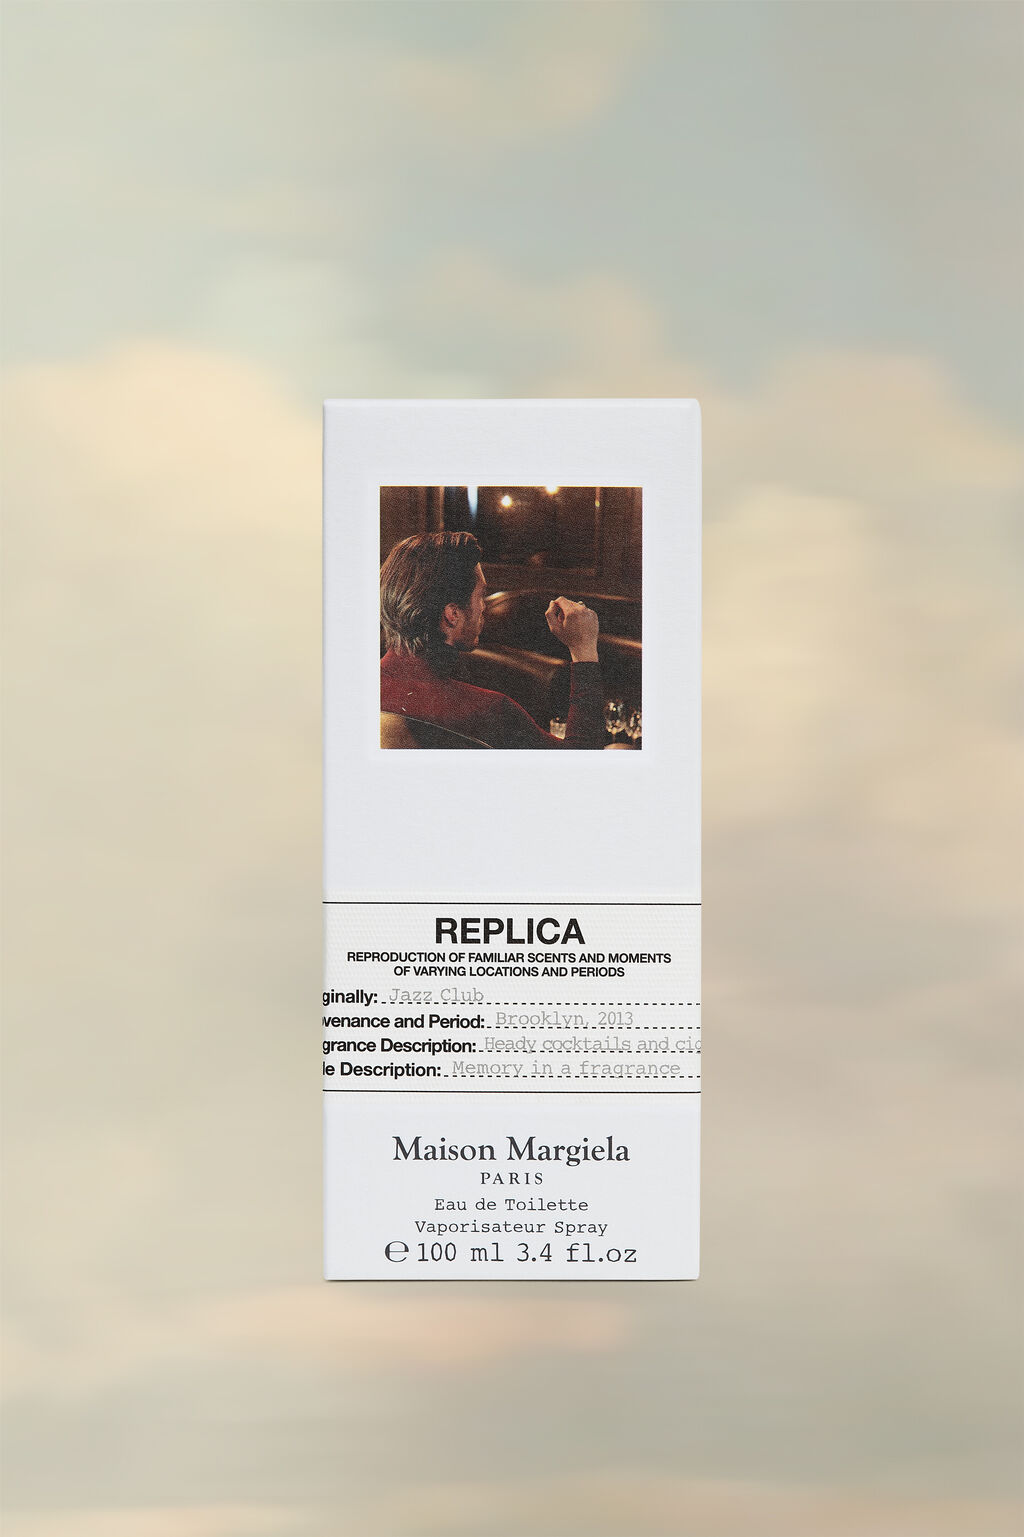 REPLICA
REPRODUCTION OF FAMILIAR SCENTS AND MOMENTS
OF VARYING LOCATIONS AND PERIODS
ginally: Jazz Club
venance and Period: Brooklyn, 2013
grance Description: Heady cocktails and cig
le Description: Memory in a fragrance
Maison Margiela
PARIS
Eau de Toilette
Vaporisateur Spray
℮ 100 ml 3.4 fl.oz